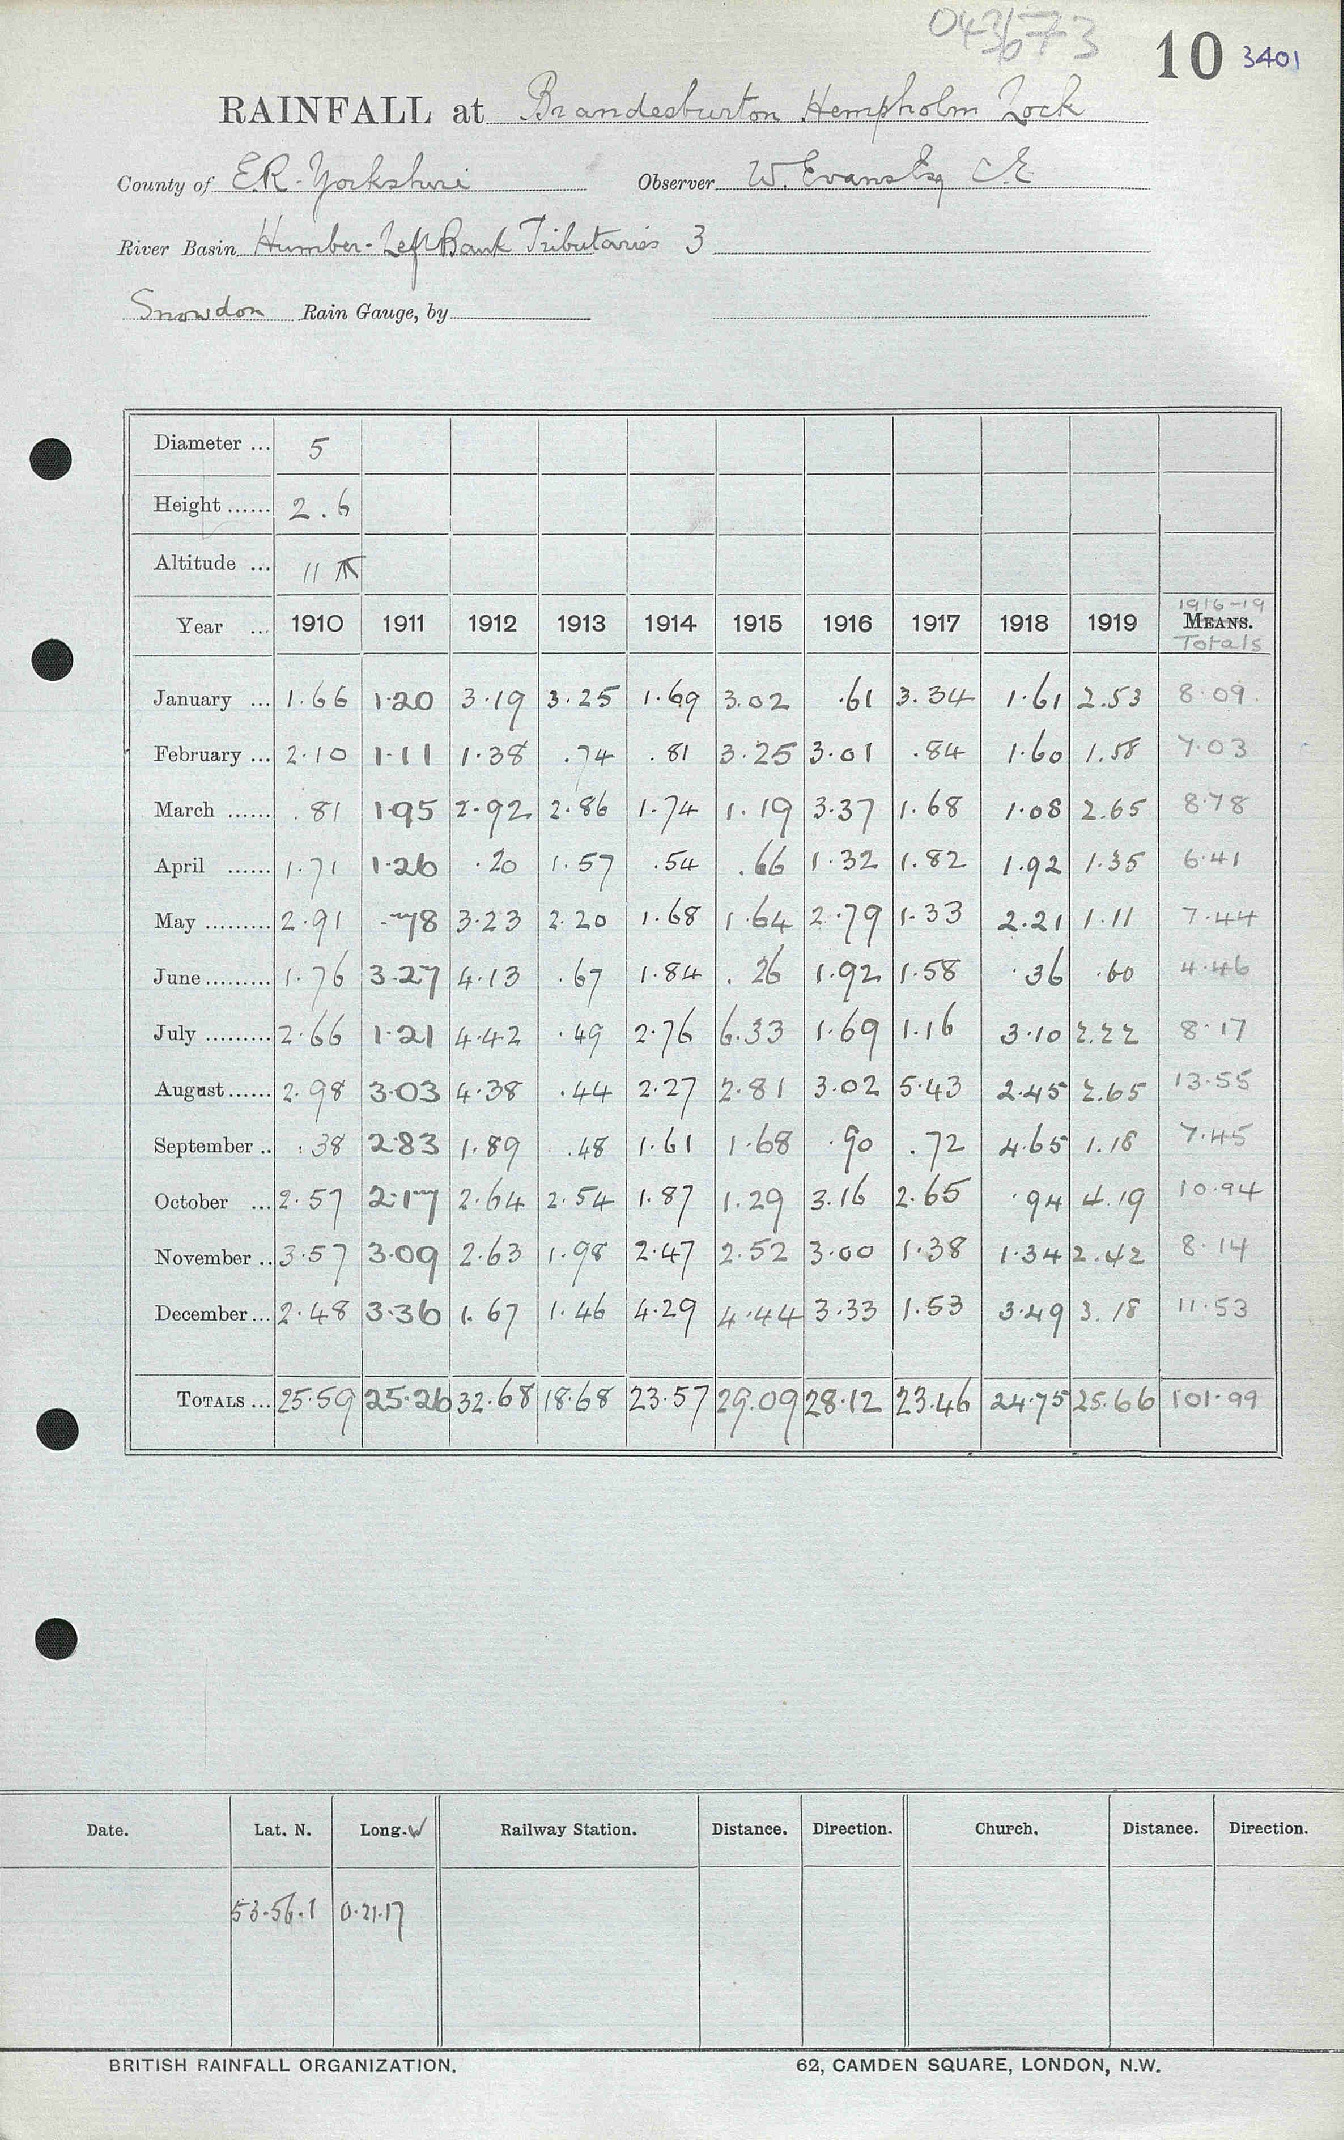 10 3401
RAINFALL at Brandesburton Hempholm Lock
County of E.R. Yorkshire Observer W. Evans Esq C.E.
River Basin Humber-Left Bank Tributaries 3
Snowdon Rain Gauge, by
Diameter ... 5
Height ...... 2.6
Altitude ... 11
1916-19
Year ... 1910 1911 1912 1913 1914 1915 1916 1917 1918 1919 MEANS.
Totals
January ... 1.66 1.20 3.19 3.25 1.69 3.02 .61 3.34 1.61 2.53 8.09
February ... 2.10 1.11 1.38 .74 .81 3.25 3.01 .84 1.60 1.58 7.03
March ...... .81 1.95 2.92 2.86 1.74 1.19 3.37 1.68 1.08 2.65 8.78
April ...... 1.71 1.26 .20 1.57 .54 .66 1.32 1.82 1.92 1.35 6.41
May ......... 2.91 .78 3.23 2.20 1.68 1.64 2.79 1.33 2.21 1.11 7.44
June ......... 1.76 3.27 4.13 .67 1.84 .26 1.92 1.58 .36 .60 4.46
July ......... 2.66 1.21 4.42 .49 2.76 6.33 1.69 1.16 3.10 2.22 8.17
August ...... 2.98 3.03 4.38 .44 2.27 2.81 3.02 5.43 2.45 2.65 13.55
September .. .38 2.83 1.89 .48 1.61 1.68 .90 .72 4.65 1.18 7.45
October ... 2.57 2.17 2.64 2.54 1.87 1.29 3.16 2.65 .94 4.19 10.94
November .. 3.57 3.09 2.63 1.98 2.47 2.52 3.00 1.38 1.34 2.42 8.14
December ... 2.48 3.36 1.67 1.46 4.29 4.44 3.33 1.53 3.49 3.18 11.53
TOTALS ... 25.59 25.26 32.68 18.68 23.57 29.09 28.12 23.46 24.75 25.66 101.99
Date. Lat. N. Long. W Railway Station. Distance. Direction. Church. Distance. Direction.
53.56.1 0.21.17
BRITISH RAINFALL ORGANIZATION. 62, CAMDEN SQUARE, LONDON, N.W.